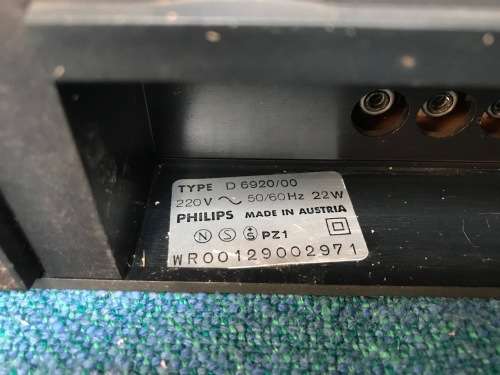 TYPE D 6920/00
220V ~ 50/60Hz 22W
PHILIPS MADE IN AUSTRIA
N S S PZ1
WR00129002971